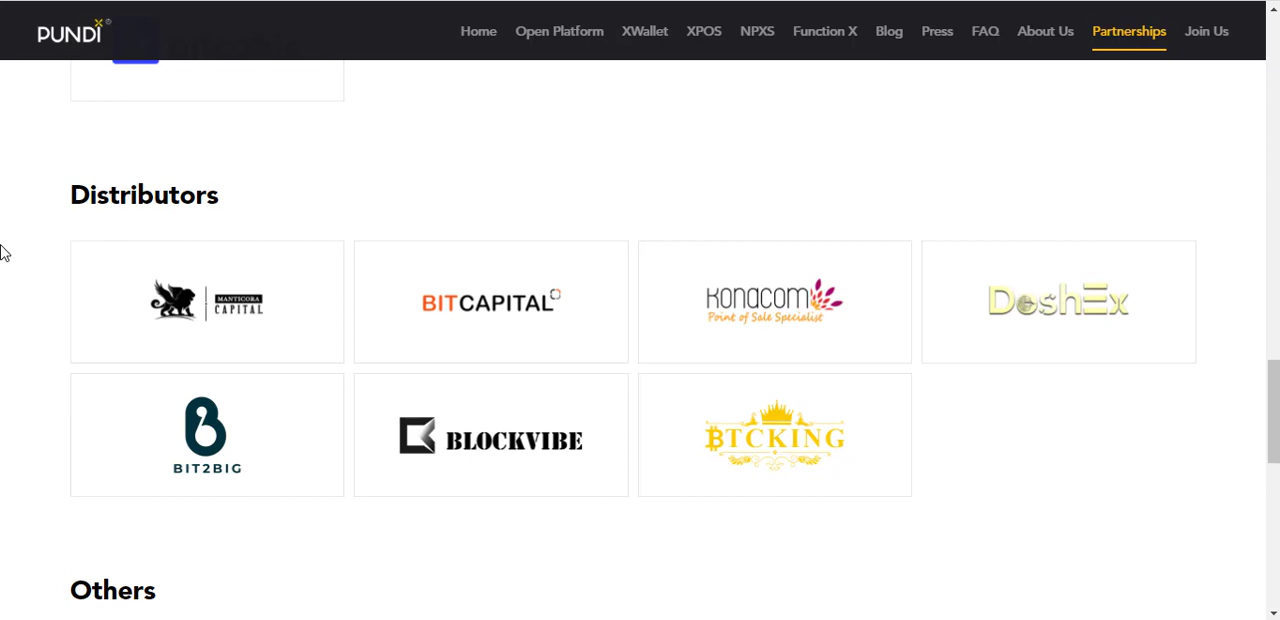 PUNDI X
Home Open Platform XWallet XPOS NPXS Function X Blog Press FAQ About Us Partnerships Join Us
Distributors
MANTICORA
CAPITAL
BITCAPITAL
KONACOM
Point of Sale Specialist
DoshEx
BIT2BIG
BLOCKVIBE
BTCKING
Others